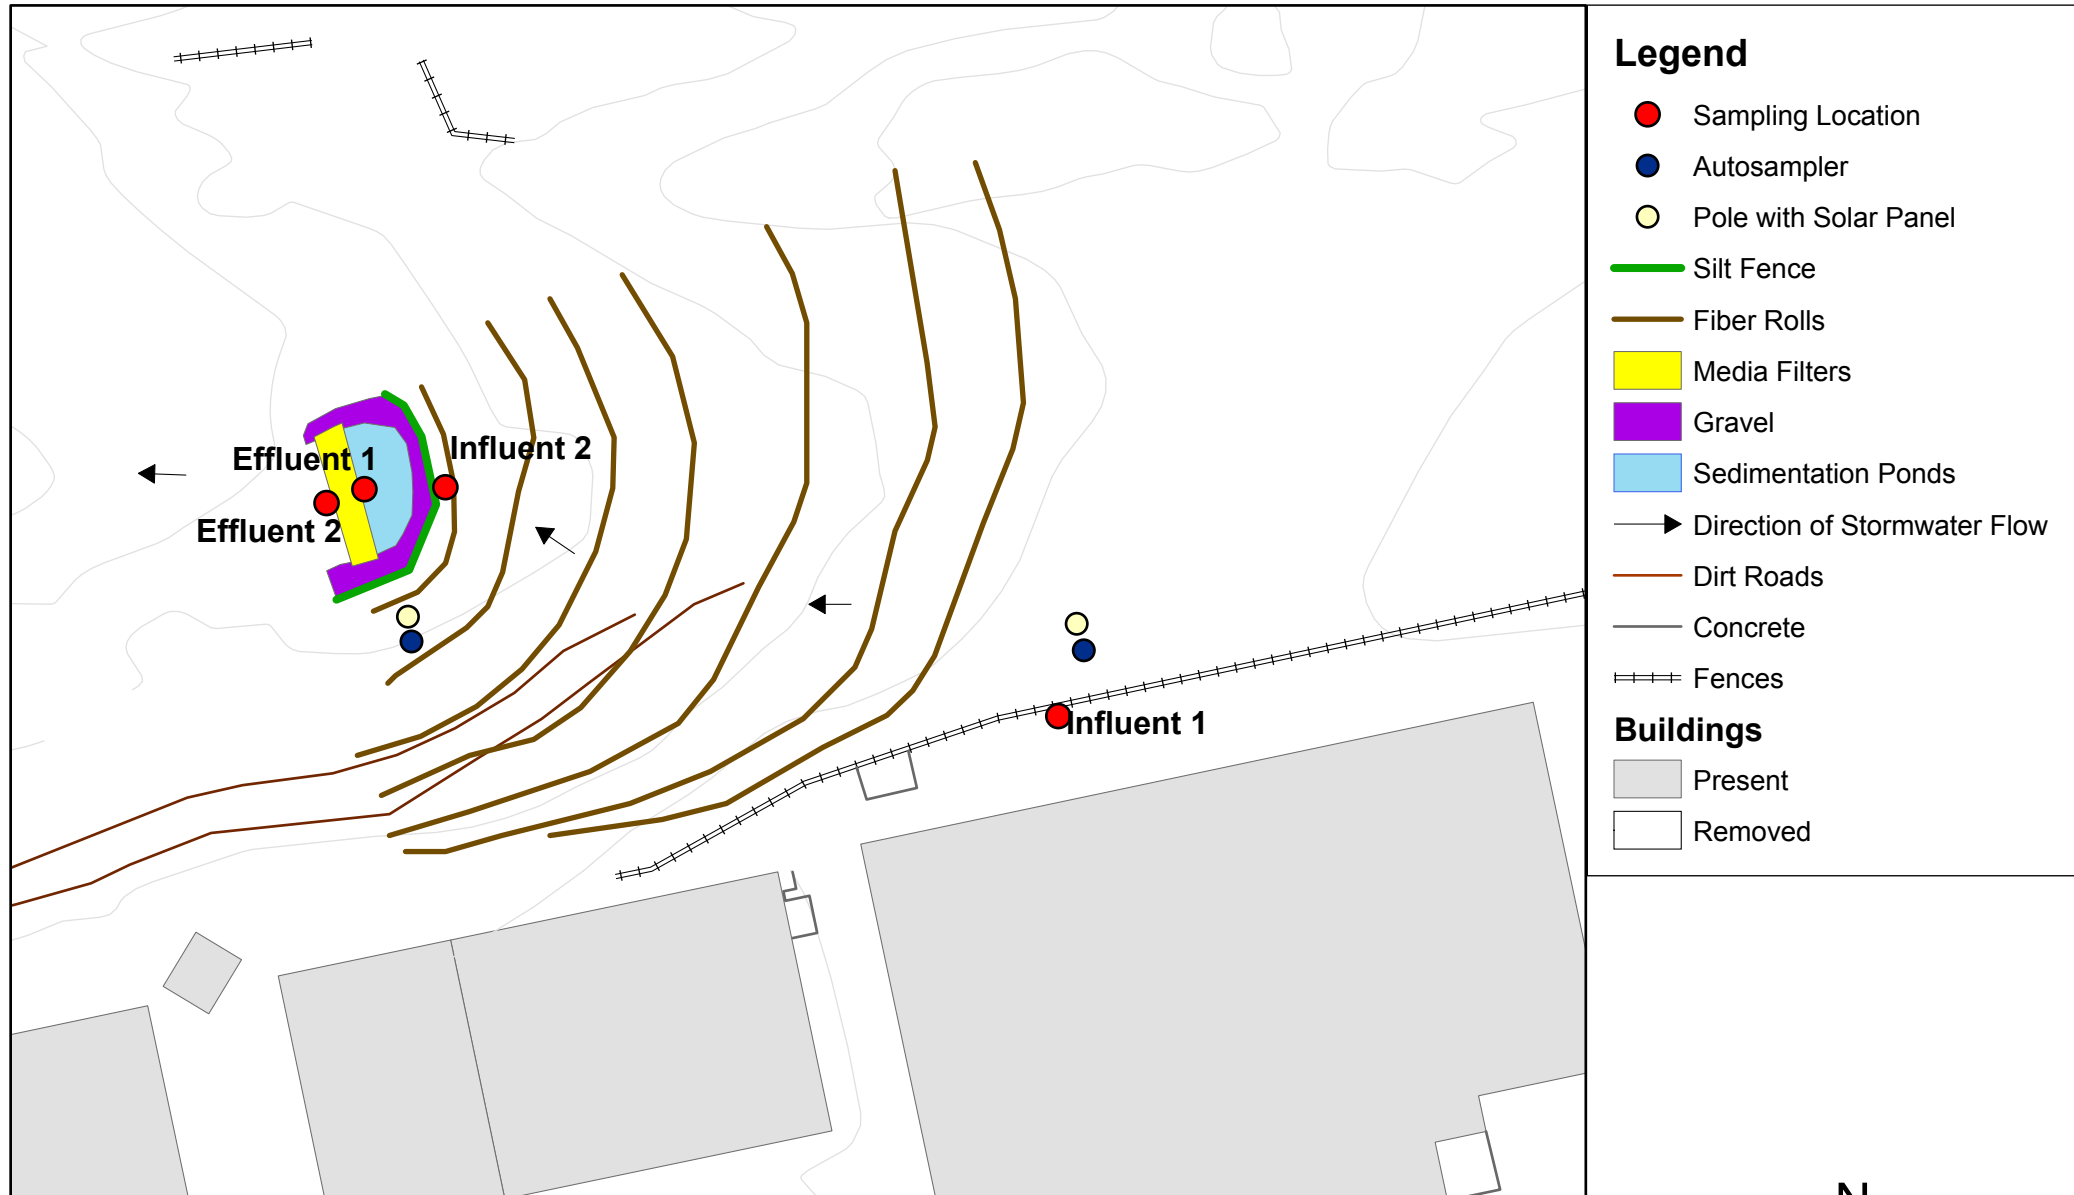 Legend
Sampling Location
Autosampler
Pole with Solar Panel
Silt Fence
Fiber Rolls
Media Filters
Gravel
Sedimentation Ponds
Direction of Stormwater Flow
Dirt Roads
Concrete
Fences
Buildings
Present
Removed
Influent 2
Effluent 1
Effluent 2
Influent 1
N